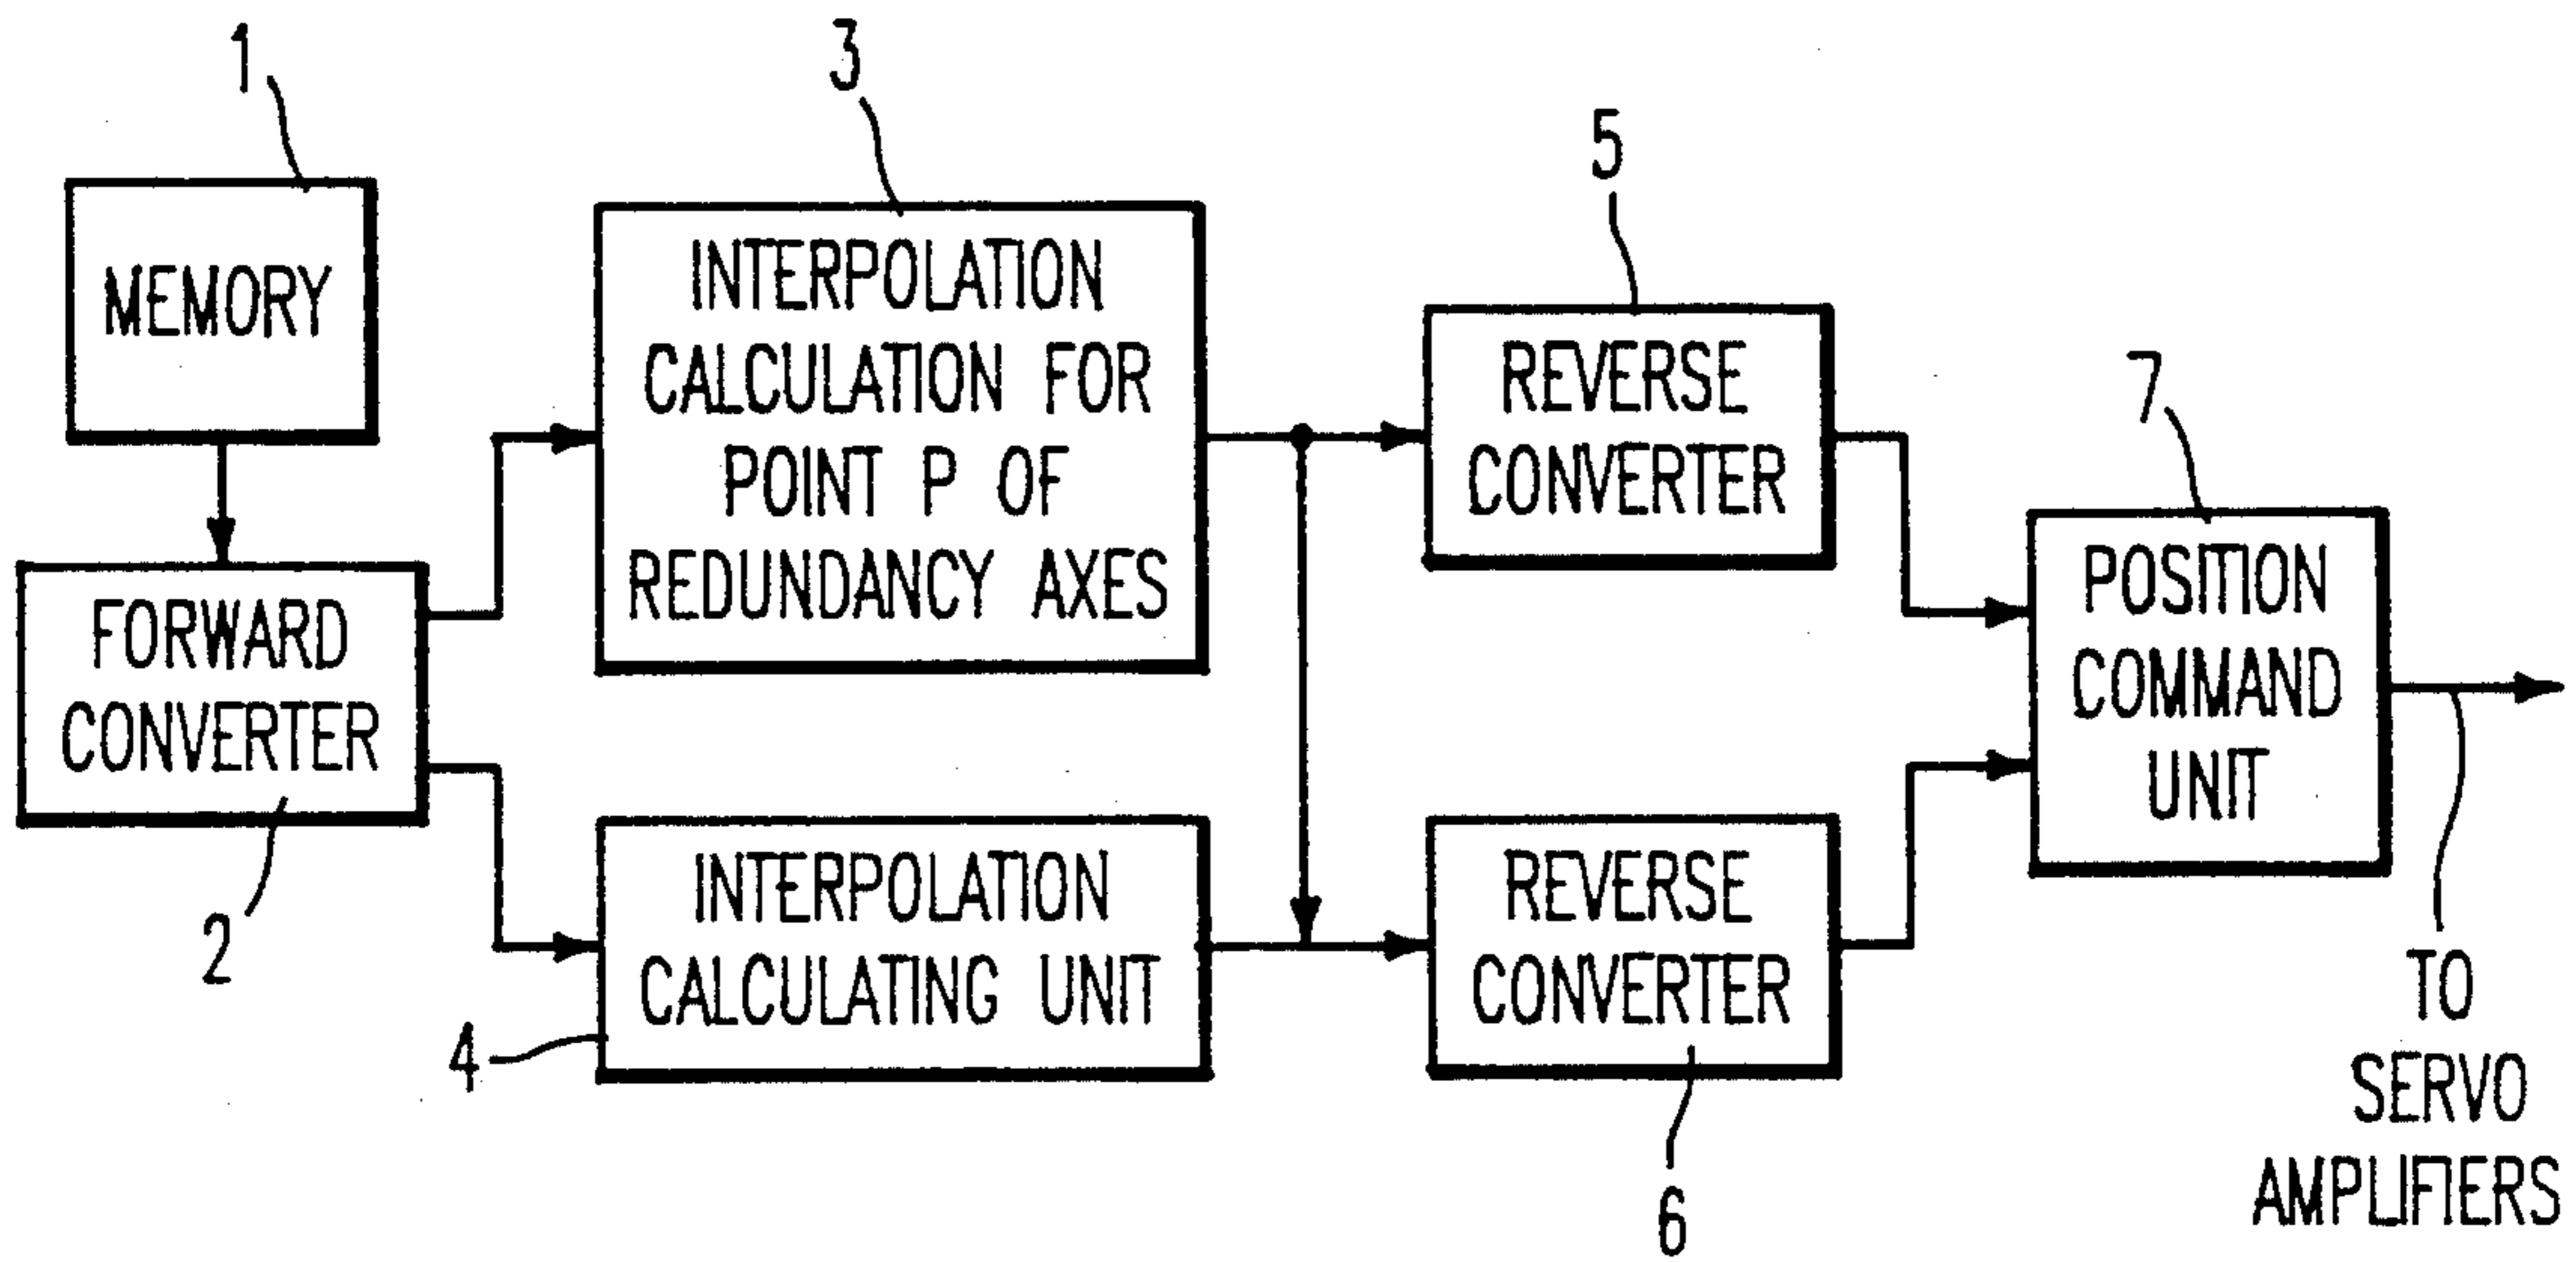 1
MEMORY
FORWARD
CONVERTER
2
3
INTERPOLATION
CALCULATION FOR
POINT P OF
REDUNDANCY AXES
INTERPOLATION
CALCULATING UNIT
4
5
REVERSE
CONVERTER
REVERSE
CONVERTER
6
7
POSITION
COMMAND
UNIT
TO
SERVO
AMPLIFIERS